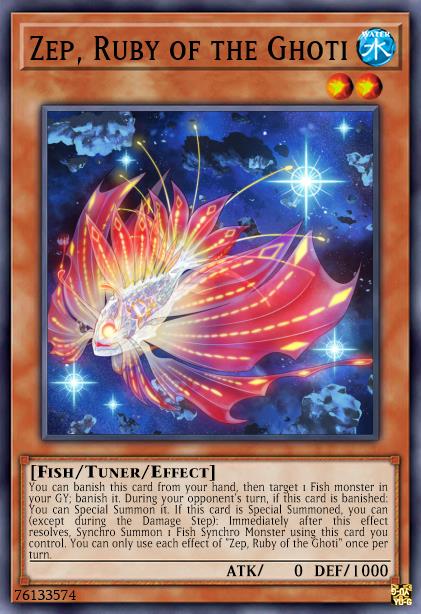 ZEP, RUBY OF THE GHOTI
WATER
水
[FISH/TUNER/EFFECT]
You can banish this card from your hand, then target 1 Fish monster in
your GY; banish it. During your opponent's turn, if this card is banished:
You can Special Summon it. If this card is Special Summoned, you can
(except during the Damage Step): Immediately after this effect
resolves, Synchro Summon 1 Fish Synchro Monster using this card you
control. You can only use each effect of "Zep, Ruby of the Ghoti" once per
turn.
ATK/ 0 DEF/1000
76133574